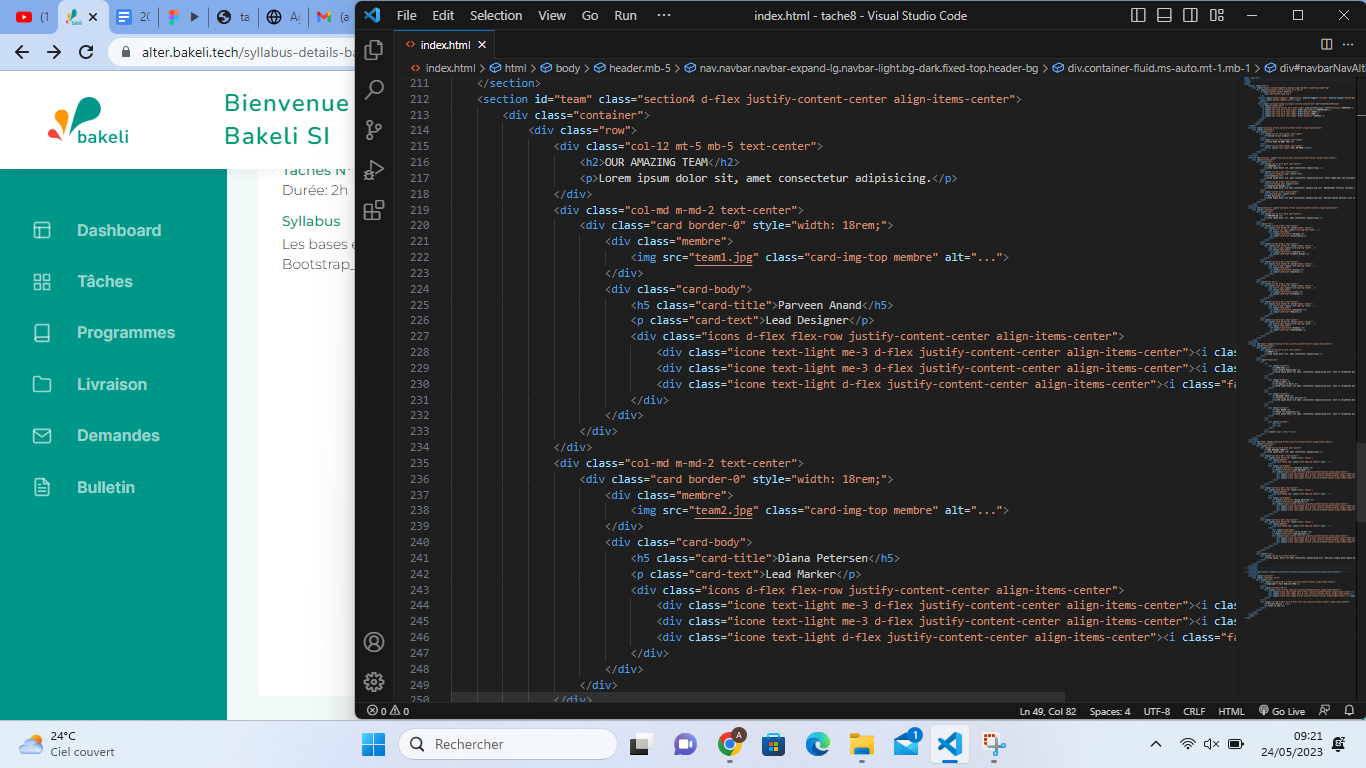 (1
20
ta
Ac
(a
alter.bakeli.tech/syllabus-details-ba
bakeli
Bienvenue
Bakeli SI
Tâches N°
Durée: 2h
Syllabus
Les bases e
Bootstrap_
Dashboard
Tâches
Programmes
Livraison
Demandes
Bulletin
File Edit Selection View Go Run ···
index.html - tache8 - Visual Studio Code
index.html
index.html > html > body > header.mb-5 > nav.navbar.navbar-expand-lg.navbar-light.bg-dark.fixed-top.header-bg > div.container-fluid.ms-auto.mt-1.mb-1 > div#navbarNavAlt
211 </section>
212 <section id="team" class="section4 d-flex justify-content-center align-items-center">
213 <div class="container">
214 <div class="row">
215 <div class="col-12 mt-5 mb-5 text-center">
216 <h2>OUR AMAZING TEAM</h2>
217 <p>Lorem ipsum dolor sit, amet consectetur adipisicing.</p>
218 </div>
219 <div class="col-md m-md-2 text-center">
220 <div class="card border-0" style="width: 18rem;">
221 <div class="membre">
222 <img src="team1.jpg" class="card-img-top membre" alt="...">
223 </div>
224 <div class="card-body">
225 <h5 class="card-title">Parveen Anand</h5>
226 <p class="card-text">Lead Designer</p>
227 <div class="icons d-flex flex-row justify-content-center align-items-center">
228 <div class="icone text-light me-3 d-flex justify-content-center align-items-center"><i clas
229 <div class="icone text-light me-3 d-flex justify-content-center align-items-center"><i clas
230 <div class="icone text-light d-flex justify-content-center align-items-center"><i class="fa
231 </div>
232 </div>
233 </div>
234 </div>
235 <div class="col-md m-md-2 text-center">
236 <div class="card border-0" style="width: 18rem;">
237 <div class="membre">
238 <img src="team2.jpg" class="card-img-top membre" alt="...">
239 </div>
240 <div class="card-body">
241 <h5 class="card-title">Diana Petersen</h5>
242 <p class="card-text">Lead Marker</p>
243 <div class="icons d-flex flex-row justify-content-center align-items-center">
244 <div class="icone text-light me-3 d-flex justify-content-center align-items-center"><i clas
245 <div class="icone text-light me-3 d-flex justify-content-center align-items-center"><i clas
246 <div class="icone text-light d-flex justify-content-center align-items-center"><i class="fa
247 </div>
248 </div>
249 </div>
250 </div>
0 0
Ln 49, Col 82 Spaces: 4 UTF-8 CRLF HTML Go Live
24°C
Ciel couvert
Rechercher
A
1
09:21
24/05/2023